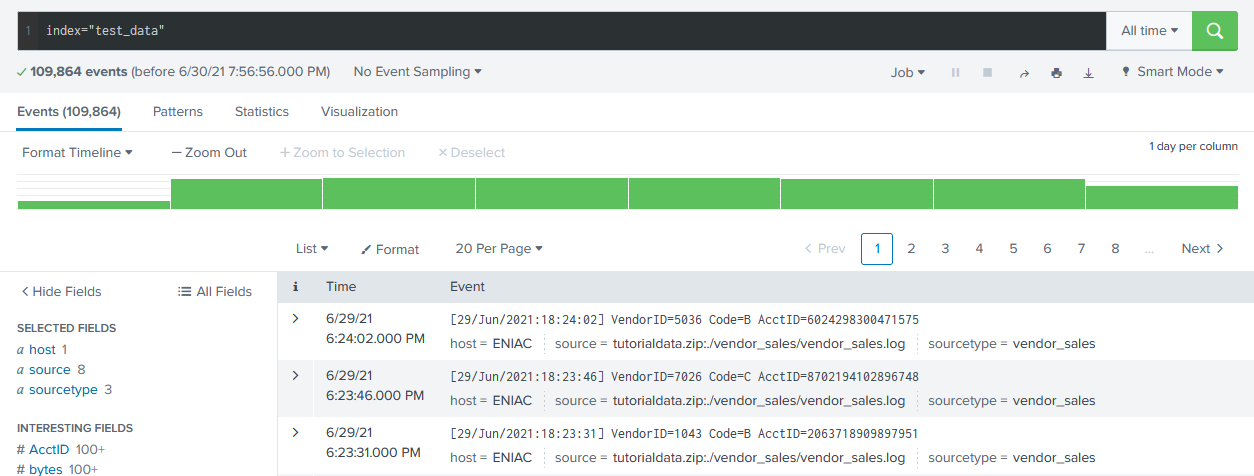 1 index="test_data" All time
109,864 events (before 6/30/21 7:56:56.000 PM) No Event Sampling Job Smart Mode
Events (109,864) Patterns Statistics Visualization
Format Timeline — Zoom Out + Zoom to Selection × Deselect 1 day per column
List Format 20 Per Page < Prev 1 2 3 4 5 6 7 8 ... Next >
< Hide Fields All Fields
SELECTED FIELDS
a host 1
a source 8
a sourcetype 3
INTERESTING FIELDS
# AcctID 100+
# bytes 100+
i Time Event
> 6/29/21 [29/Jun/2021:18:24:02] VendorID=5036 Code=B AcctID=6024298300471575
6:24:02.000 PM host = ENIAC source = tutorialdata.zip:./vendor_sales/vendor_sales.log sourcetype = vendor_sales
> 6/29/21 [29/Jun/2021:18:23:46] VendorID=7026 Code=C AcctID=8702194102896748
6:23:46.000 PM host = ENIAC source = tutorialdata.zip:./vendor_sales/vendor_sales.log sourcetype = vendor_sales
> 6/29/21 [29/Jun/2021:18:23:31] VendorID=1043 Code=B AcctID=2063718909897951
6:23:31.000 PM host = ENIAC source = tutorialdata.zip:./vendor_sales/vendor_sales.log sourcetype = vendor_sales